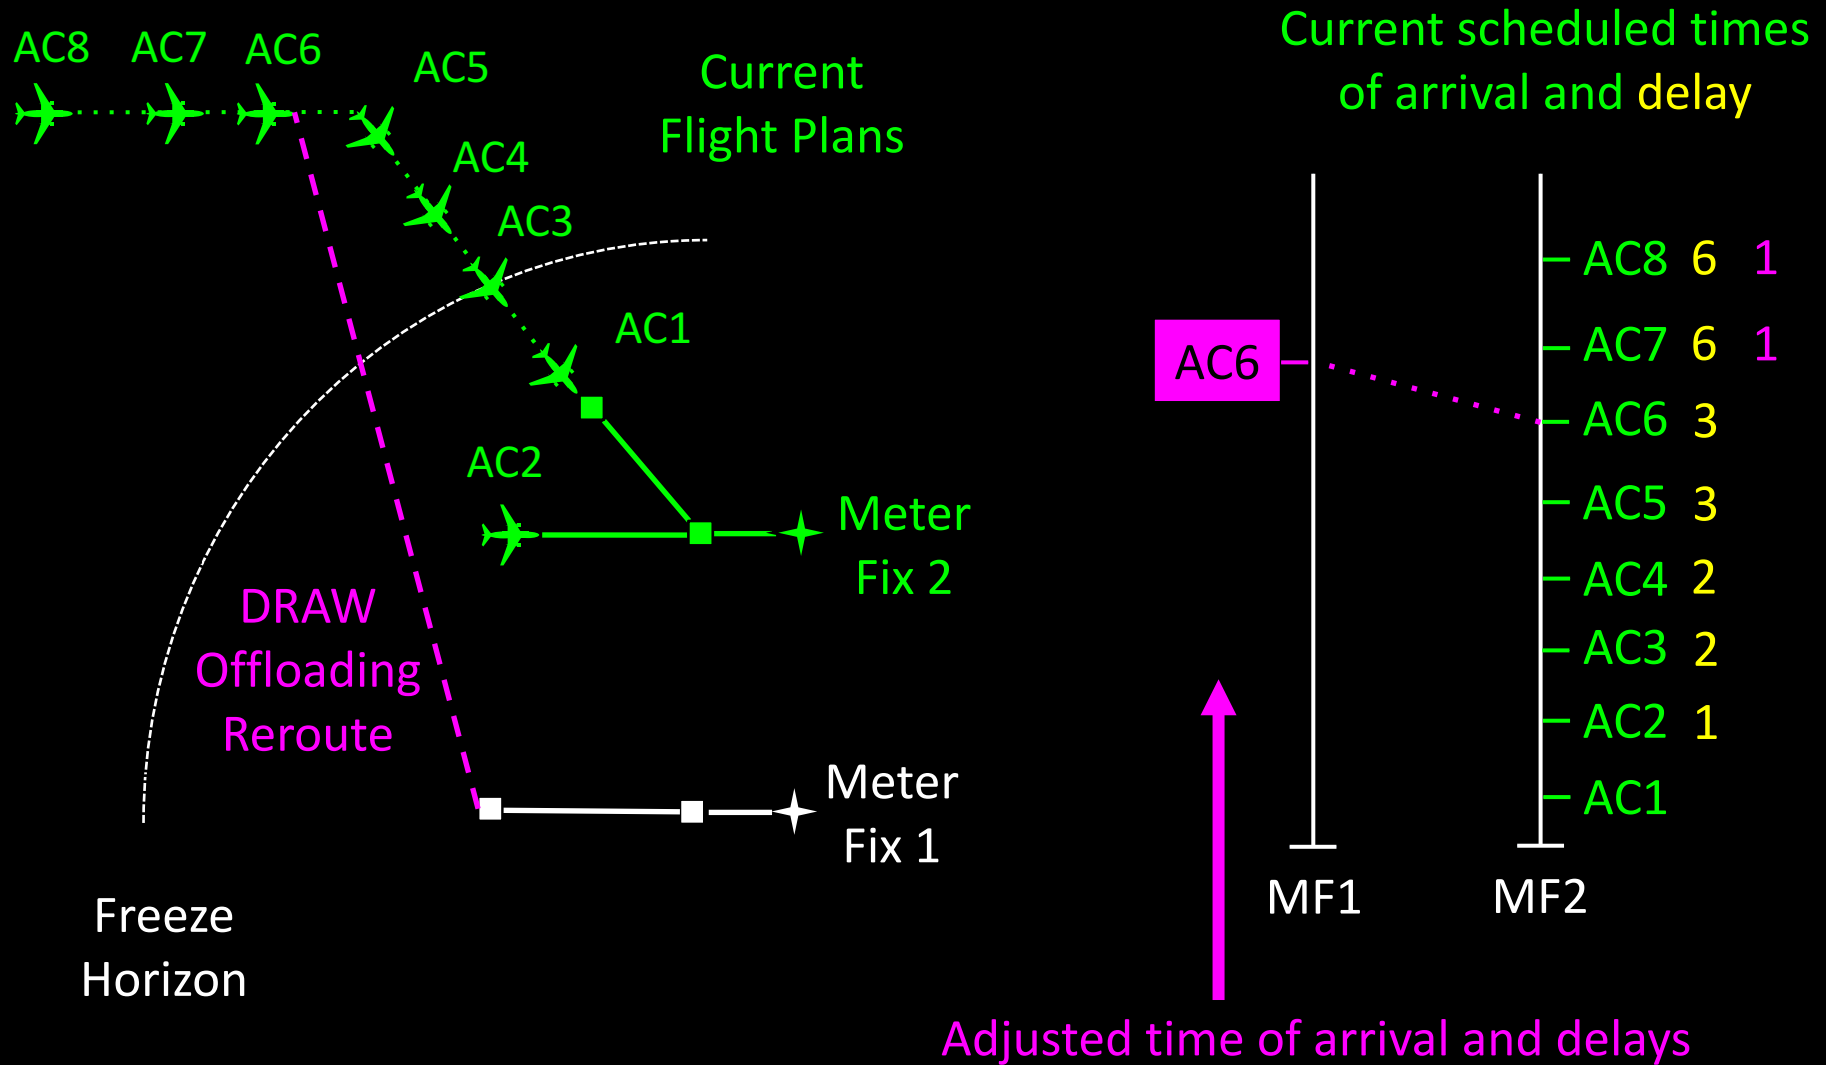 AC8 AC7 AC6 AC5
AC4
AC3
AC1
AC2
Current
Flight Plans
Meter
Fix 2
DRAW
Offloading
Reroute
Meter
Fix 1
Freeze
Horizon
Current scheduled times
of arrival and delay
AC8 6 1
AC7 6 1
AC6
AC6 3
AC5 3
AC4 2
AC3 2
AC2 1
AC1
MF1 MF2
Adjusted time of arrival and delays